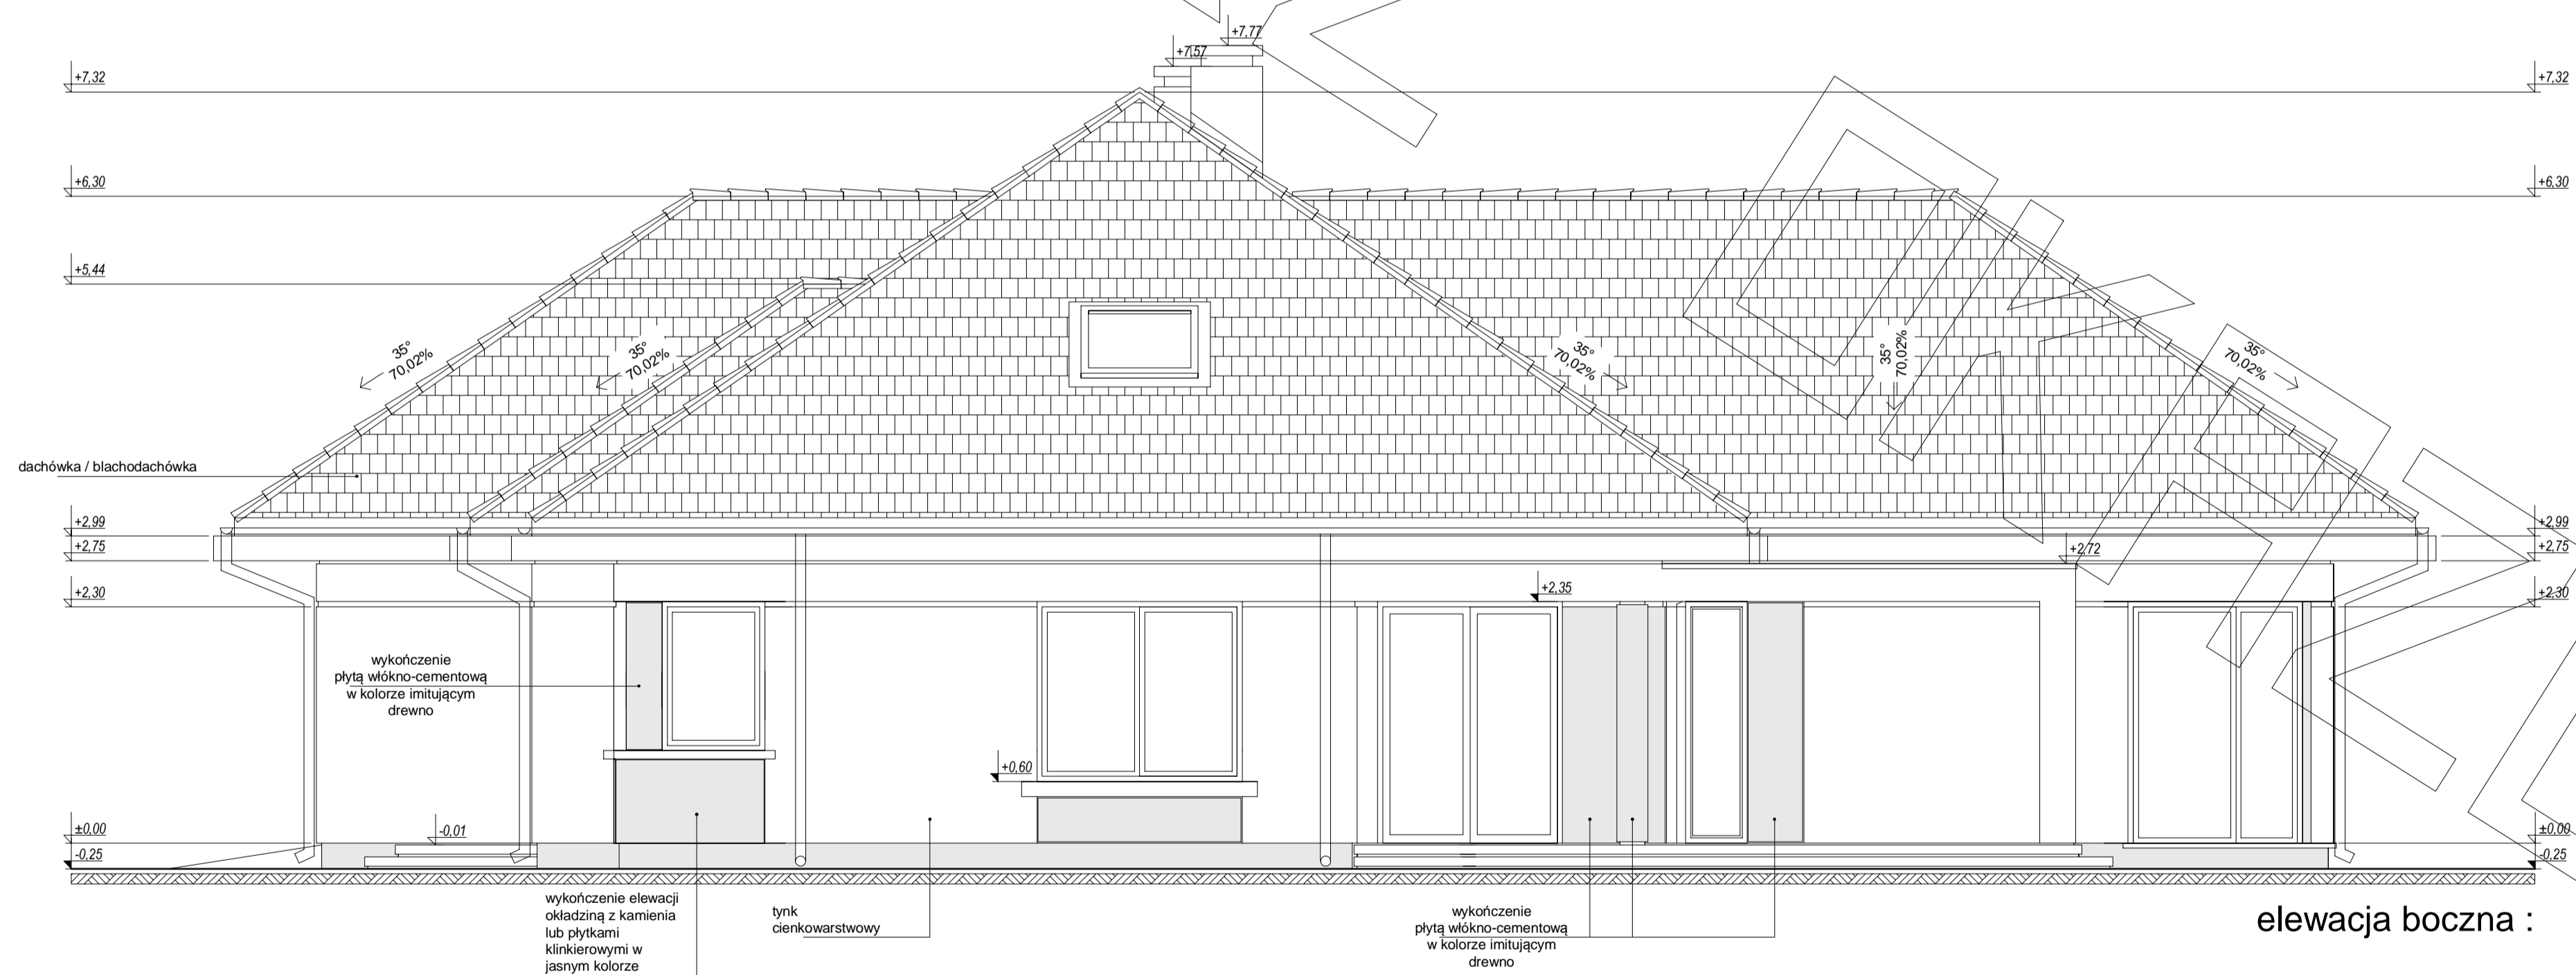 +7,77
+7,57
+7,32
+7,32
+6,30
+6,30
+5,44
35°
70,02%
35°
70,02%
35°
70,02%
35°
70,02%
35°
70,02%
dachówka / blachodachówka
+2,99
+2,99
+2,75
+2,72
+2,75
+2,30
+2,35
+2,30
wykończenie
płytą włókno-cementową
w kolorze imitującym
drewno
+0,60
±0,00
-0,01
±0,00
-0,25
-0,25
wykończenie elewacji
okładziną z kamienia
lub płytkami
klinkierowymi w
jasnym kolorze
tynk
cienkowarstwowy
wykończenie
płytą włókno-cementową
w kolorze imitującym
drewno
elewacja boczna :